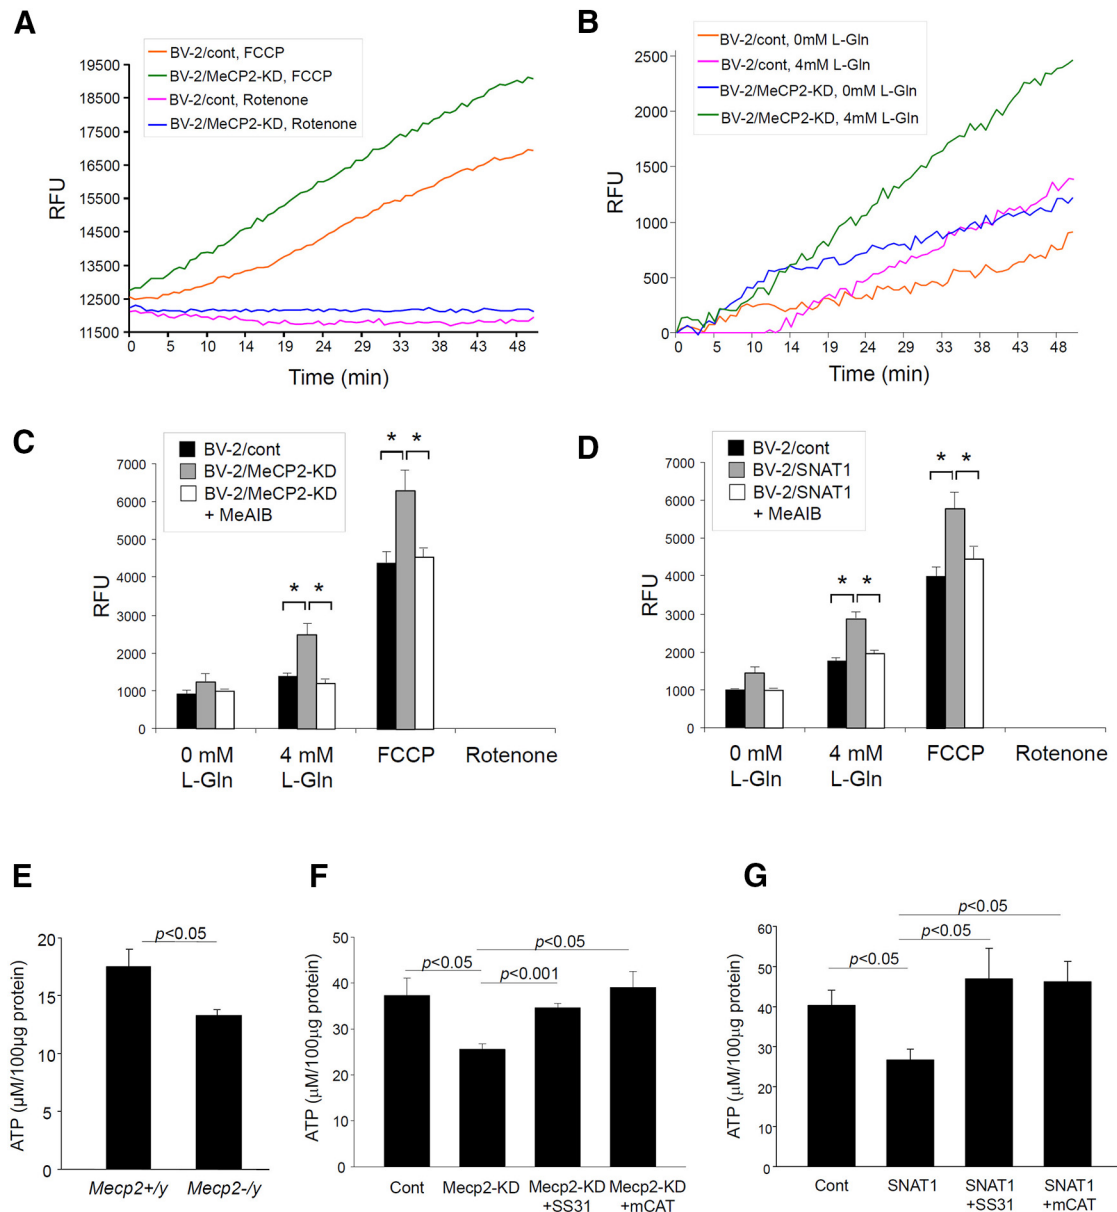 A
BV-2/cont, FCCP
BV-2/MeCP2-KD, FCCP
BV-2/cont, Rotenone
BV-2/MeCP2-KD, Rotenone
19500
18500
17500
16500
15500
14500
13500
12500
11500
RFU
0 5 10 14 19 24 29 33 38 43 48
Time (min)
B
BV-2/cont, 0mM L-Gln
BV-2/cont, 4mM L-Gln
BV-2/MeCP2-KD, 0mM L-Gln
BV-2/MeCP2-KD, 4mM L-Gln
2500
2000
1500
1000
500
0
RFU
0 5 10 14 19 24 29 33 38 43 48
Time (min)
C
BV-2/cont
BV-2/MeCP2-KD
BV-2/MeCP2-KD
+ MeAIB
7000
6000
5000
4000
3000
2000
1000
0
RFU
* *
* *
0 mM L-Gln
4 mM L-Gln
FCCP
Rotenone
D
BV-2/cont
BV-2/SNAT1
BV-2/SNAT1
+ MeAIB
7000
6000
5000
4000
3000
2000
1000
0
RFU
* *
* *
0 mM L-Gln
4 mM L-Gln
FCCP
Rotenone
E
p<0.05
20
15
10
5
0
ATP (µM/100µg protein)
Mecp2+/y Mecp2-/y
F
p<0.05
p<0.05
p<0.001
50
40
30
20
10
0
ATP (µM/100µg protein)
Cont
Mecp2-KD
Mecp2-KD +SS31
Mecp2-KD +mCAT
G
p<0.05
p<0.05
p<0.05
60
50
40
30
20
10
0
ATP (µM/100µg protein)
Cont
SNAT1
SNAT1 +SS31
SNAT1 +mCAT